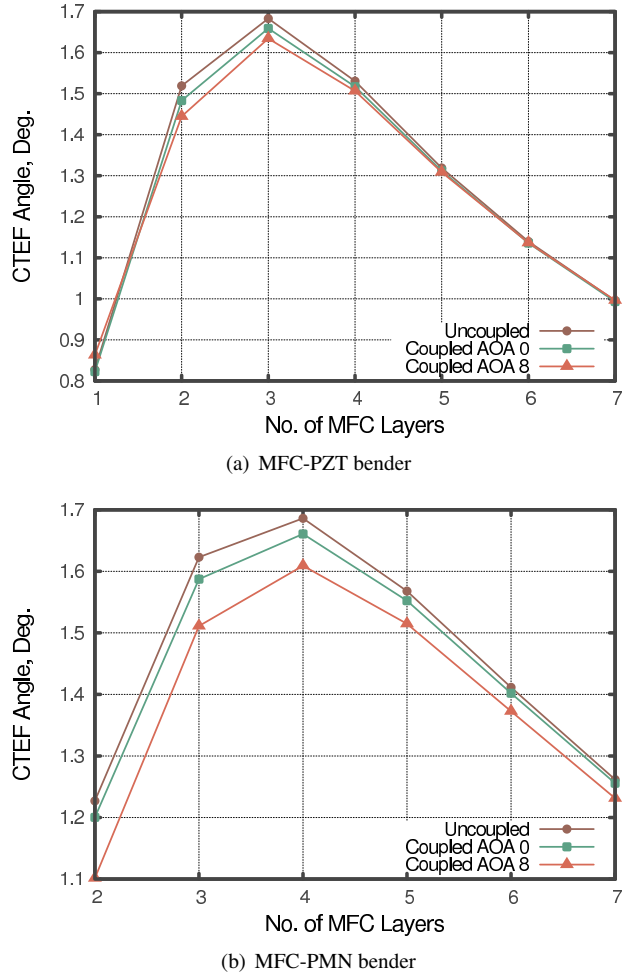 1.7
1.6
1.5
1.4
1.3
1.2
1.1
1
0.9
0.8
CTEF Angle, Deg.
Uncoupled
Coupled AOA 0
Coupled AOA 8
1 2 3 4 5 6 7
No. of MFC Layers
(a) MFC-PZT bender
1.7
1.6
1.5
1.4
1.3
1.2
1.1
CTEF Angle, Deg.
Uncoupled
Coupled AOA 0
Coupled AOA 8
2 3 4 5 6 7
No. of MFC Layers
(b) MFC-PMN bender